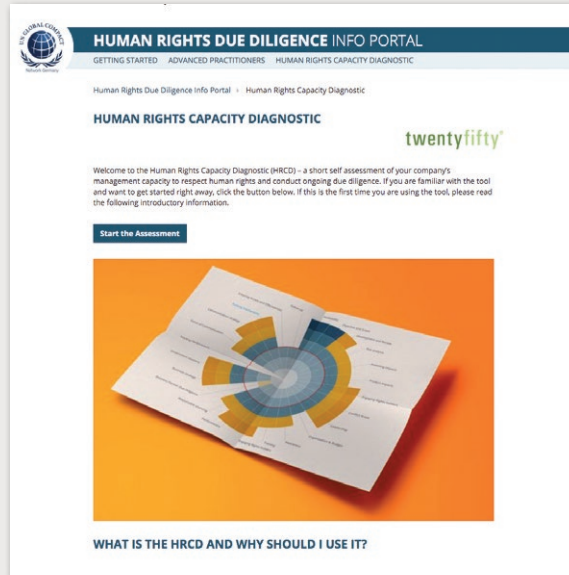 UN GLOBAL COMPACT
Network Germany
HUMAN RIGHTS DUE DILIGENCE INFO PORTAL
GETTING STARTED ADVANCED PRACTITIONERS HUMAN RIGHTS CAPACITY DIAGNOSTIC
Human Rights Due Diligence Info Portal › Human Rights Capacity Diagnostic
HUMAN RIGHTS CAPACITY DIAGNOSTIC
twentyfifty
Welcome to the Human Rights Capacity Diagnostic (HRCD) – a short self assessment of your company's
management capacity to respect human rights and conduct ongoing due diligence. If you are familiar with the tool
and want to get started right away, click the button below. If this is the first time you are using the tool, please read
the following introductory information.
Start the Assessment
WHAT IS THE HRCD AND WHY SHOULD I USE IT?